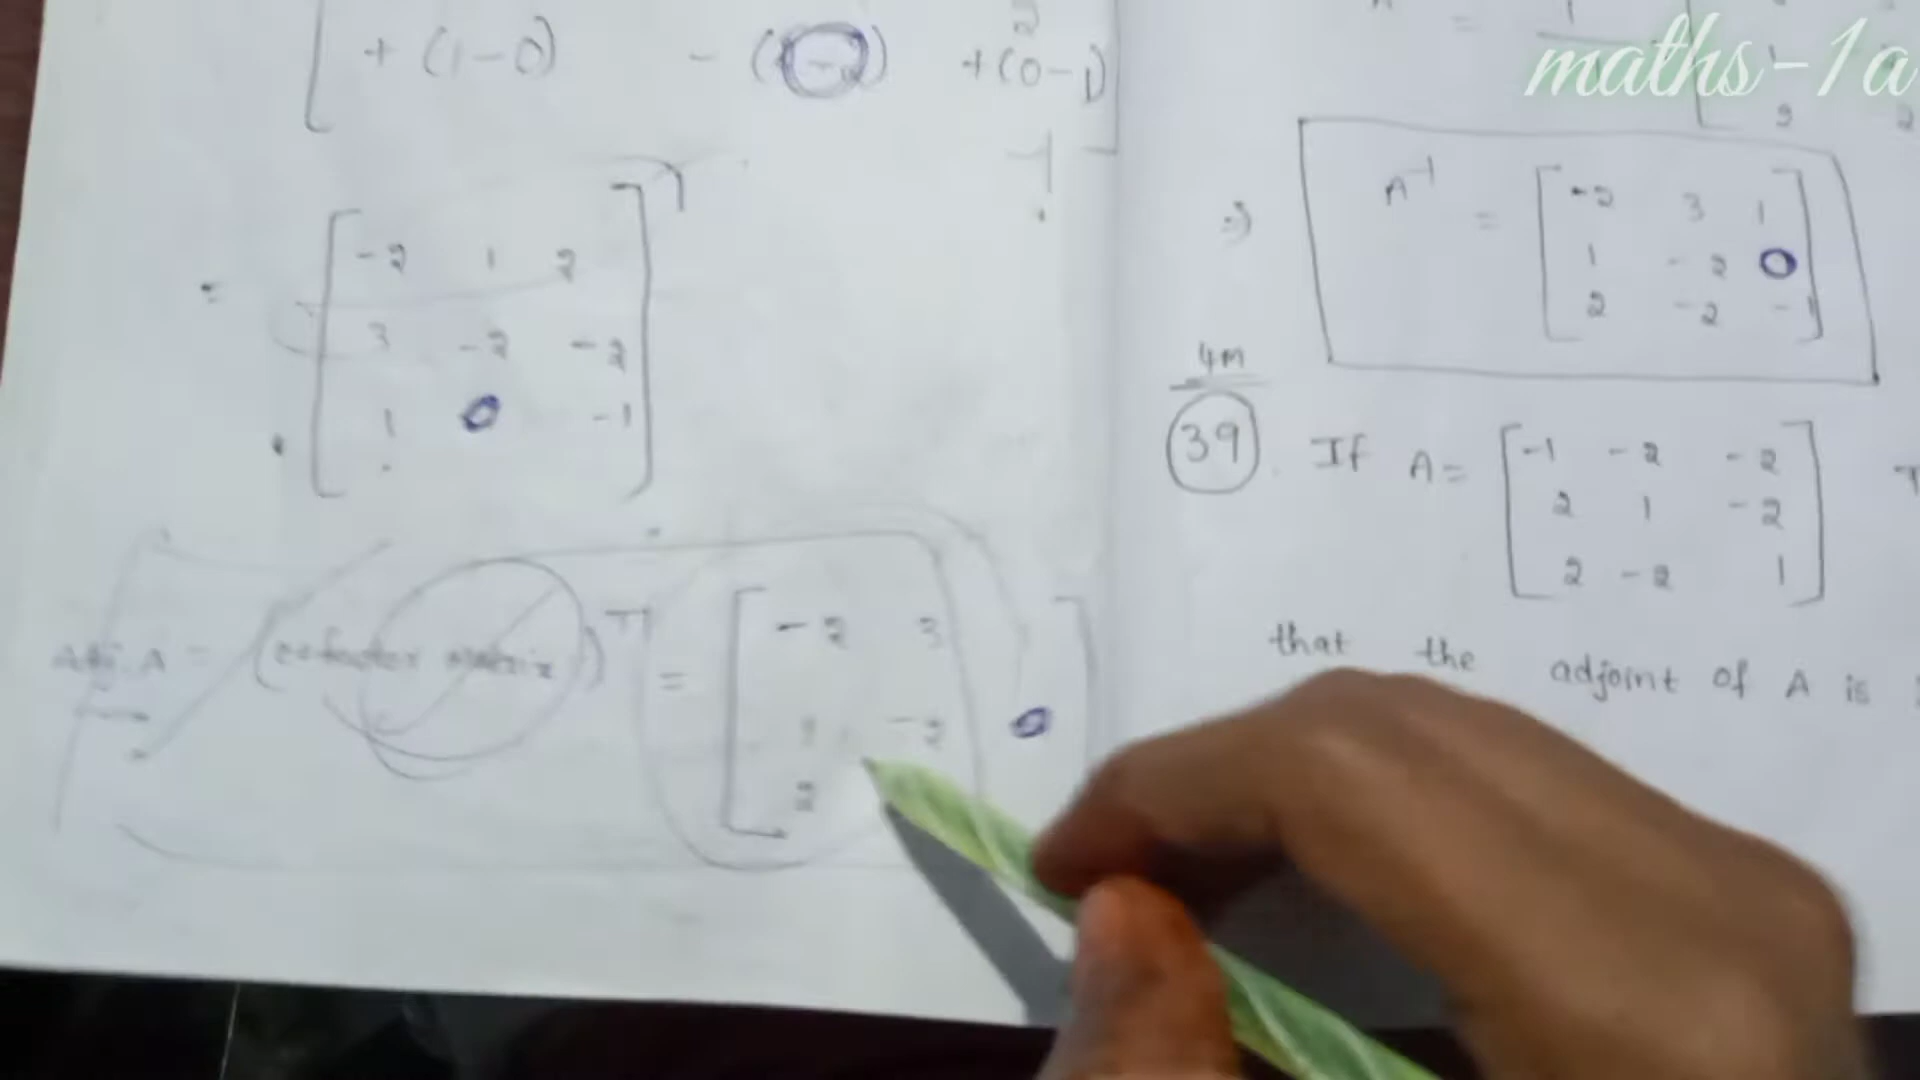 + (1-0) - ( ) + (0-1)
2
-1
= [ -2 1 2
3 -2 -2
1 0 -1 ]T
Adj A = (cofactor matrix)T = [ -2 3
1 -2 0
2 ]
maths-1a
A-1 = [ -2 3 1
1 -2 0
2 -2 -1 ]
4m
39. If A = [ -1 -2 -2
2 1 -2
2 -2 1 ]
that the adjoint of A is